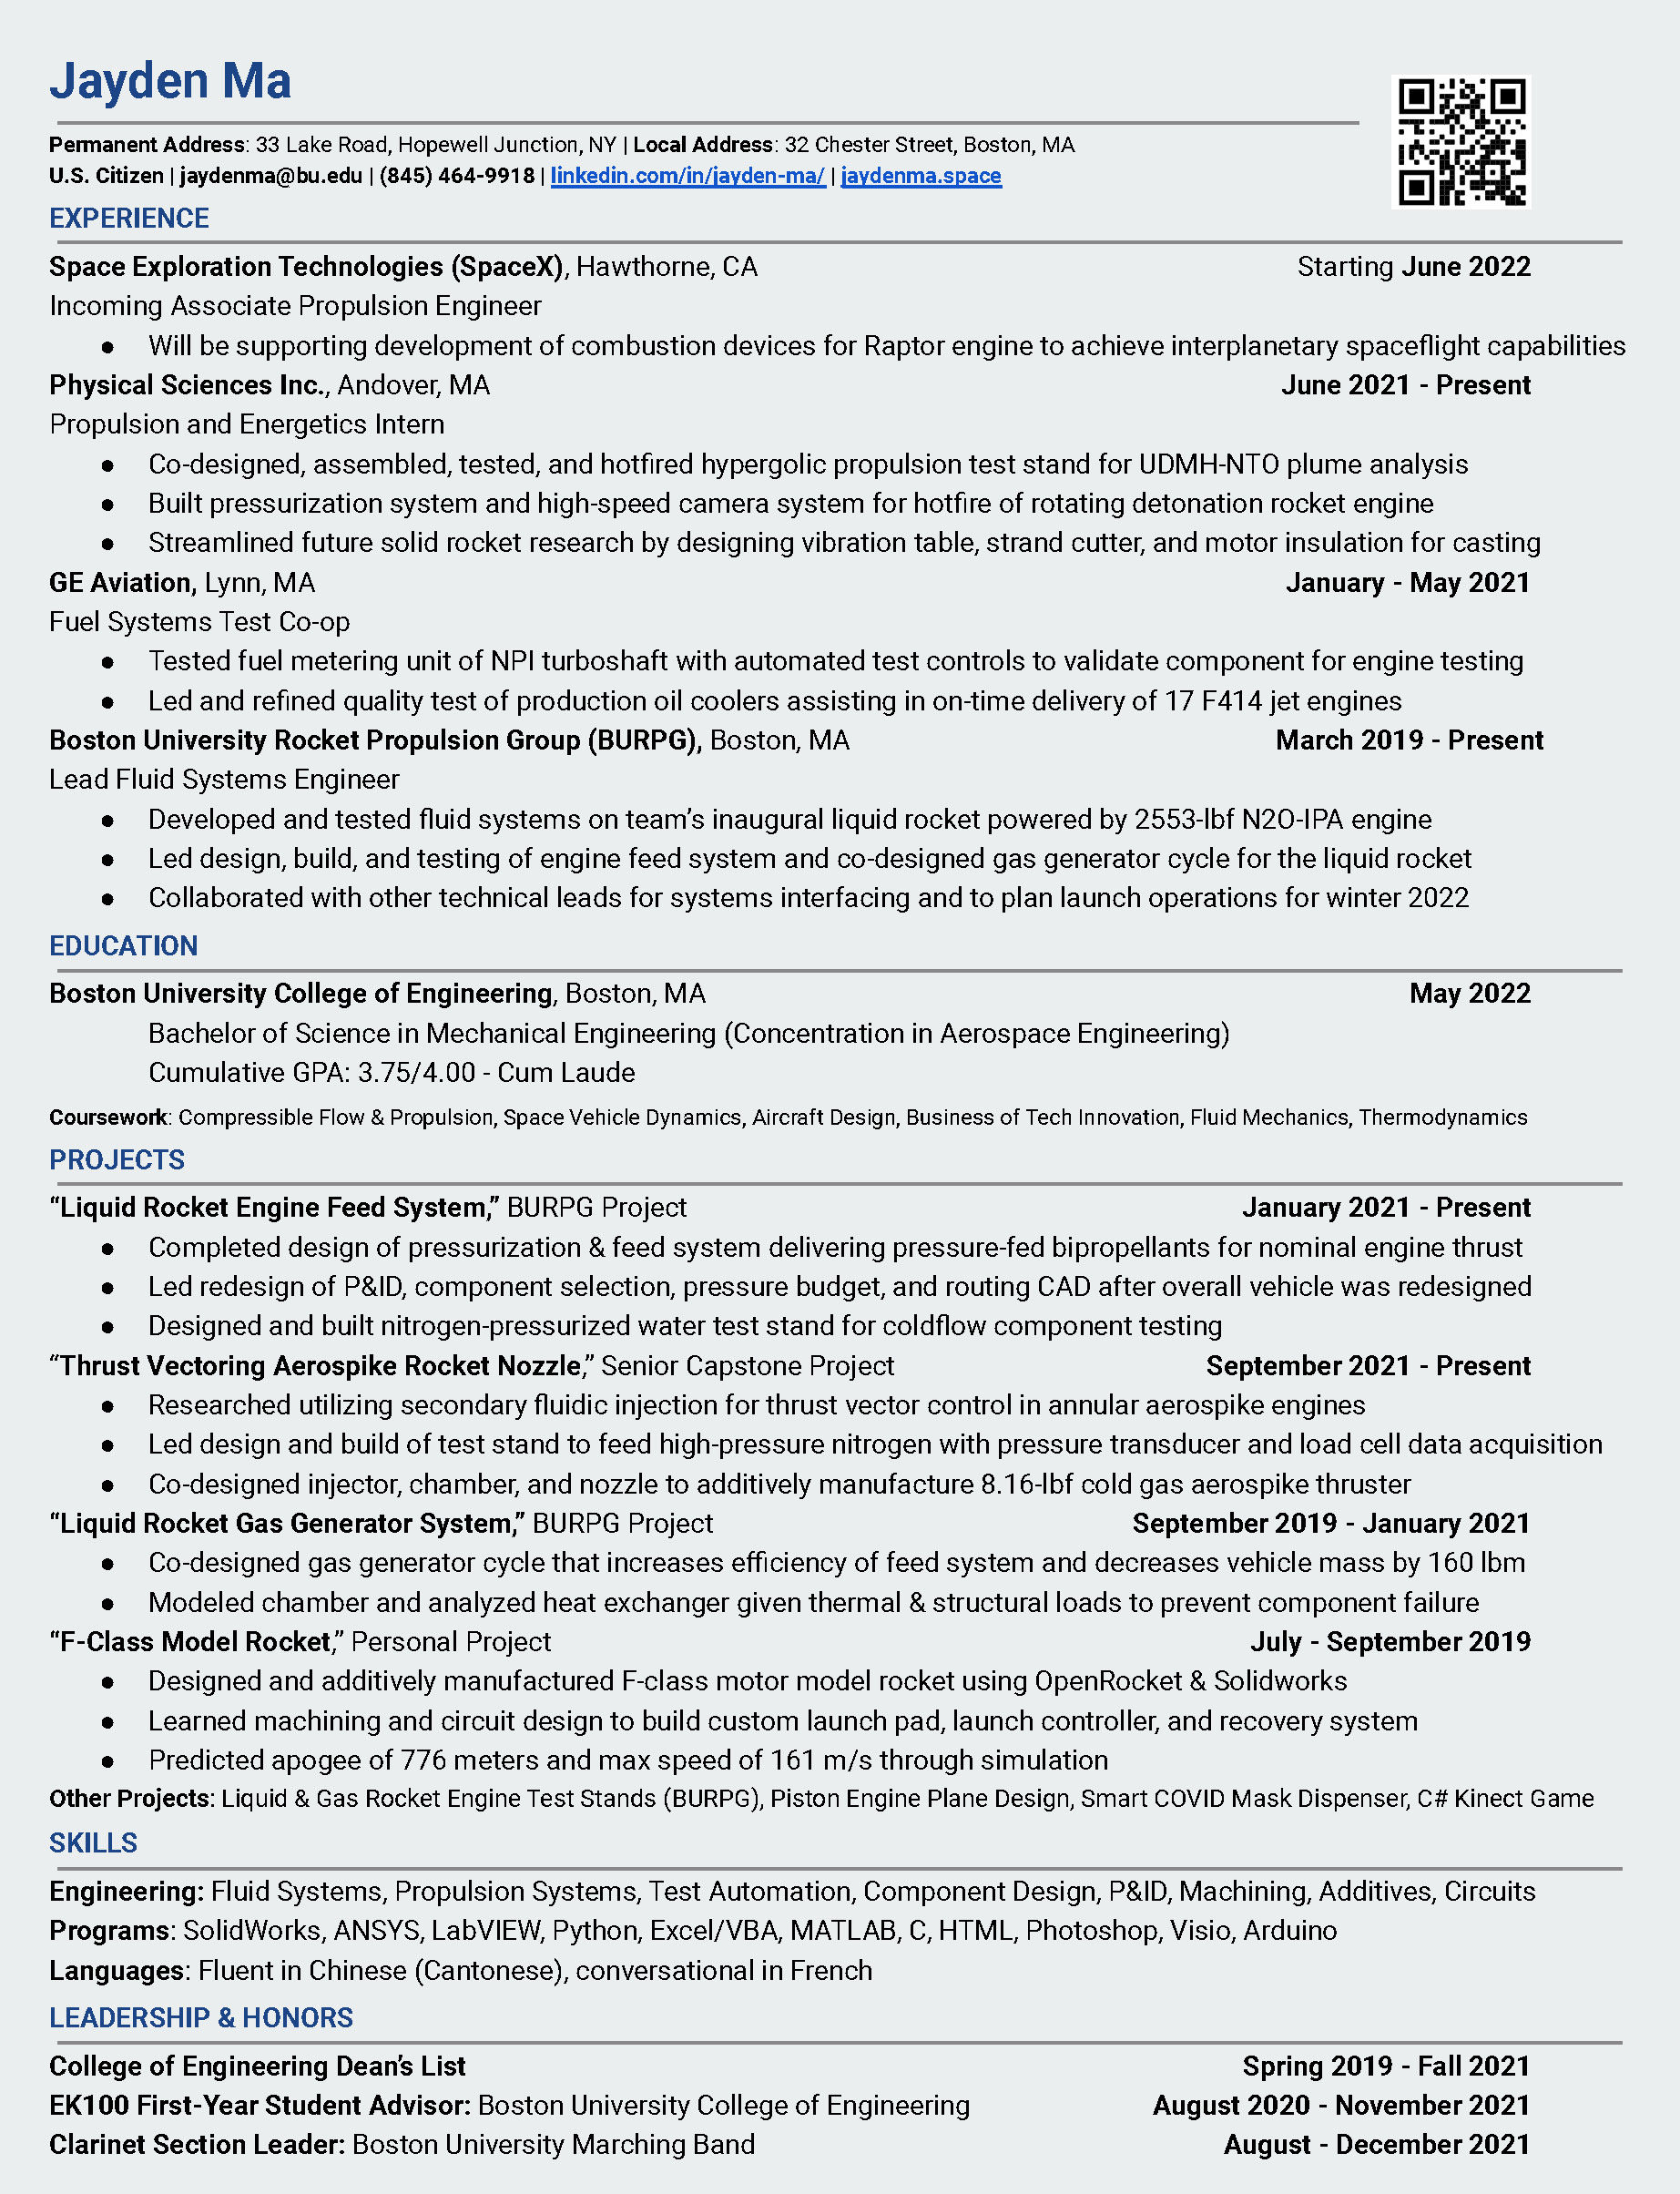 Jayden Ma
Permanent Address: 33 Lake Road, Hopewell Junction, NY | Local Address: 32 Chester Street, Boston, MA
U.S. Citizen | jaydenma@bu.edu | (845) 464-9918 | linkedin.com/in/jayden-ma/ | jaydenma.space
EXPERIENCE
Space Exploration Technologies (SpaceX), Hawthorne, CA Starting June 2022
Incoming Associate Propulsion Engineer
● Will be supporting development of combustion devices for Raptor engine to achieve interplanetary spaceflight capabilities
Physical Sciences Inc., Andover, MA June 2021 - Present
Propulsion and Energetics Intern
● Co-designed, assembled, tested, and hotfired hypergolic propulsion test stand for UDMH-NTO plume analysis
● Built pressurization system and high-speed camera system for hotfire of rotating detonation rocket engine
● Streamlined future solid rocket research by designing vibration table, strand cutter, and motor insulation for casting
GE Aviation, Lynn, MA January - May 2021
Fuel Systems Test Co-op
● Tested fuel metering unit of NPI turboshaft with automated test controls to validate component for engine testing
● Led and refined quality test of production oil coolers assisting in on-time delivery of 17 F414 jet engines
Boston University Rocket Propulsion Group (BURPG), Boston, MA March 2019 - Present
Lead Fluid Systems Engineer
● Developed and tested fluid systems on team’s inaugural liquid rocket powered by 2553-lbf N2O-IPA engine
● Led design, build, and testing of engine feed system and co-designed gas generator cycle for the liquid rocket
● Collaborated with other technical leads for systems interfacing and to plan launch operations for winter 2022
EDUCATION
Boston University College of Engineering, Boston, MA May 2022
Bachelor of Science in Mechanical Engineering (Concentration in Aerospace Engineering)
Cumulative GPA: 3.75/4.00 - Cum Laude
Coursework: Compressible Flow & Propulsion, Space Vehicle Dynamics, Aircraft Design, Business of Tech Innovation, Fluid Mechanics, Thermodynamics
PROJECTS
“Liquid Rocket Engine Feed System,” BURPG Project January 2021 - Present
● Completed design of pressurization & feed system delivering pressure-fed bipropellants for nominal engine thrust
● Led redesign of P&ID, component selection, pressure budget, and routing CAD after overall vehicle was redesigned
● Designed and built nitrogen-pressurized water test stand for coldflow component testing
“Thrust Vectoring Aerospike Rocket Nozzle,” Senior Capstone Project September 2021 - Present
● Researched utilizing secondary fluidic injection for thrust vector control in annular aerospike engines
● Led design and build of test stand to feed high-pressure nitrogen with pressure transducer and load cell data acquisition
● Co-designed injector, chamber, and nozzle to additively manufacture 8.16-lbf cold gas aerospike thruster
“Liquid Rocket Gas Generator System,” BURPG Project September 2019 - January 2021
● Co-designed gas generator cycle that increases efficiency of feed system and decreases vehicle mass by 160 lbm
● Modeled chamber and analyzed heat exchanger given thermal & structural loads to prevent component failure
“F-Class Model Rocket,” Personal Project July - September 2019
● Designed and additively manufactured F-class motor model rocket using OpenRocket & Solidworks
● Learned machining and circuit design to build custom launch pad, launch controller, and recovery system
● Predicted apogee of 776 meters and max speed of 161 m/s through simulation
Other Projects: Liquid & Gas Rocket Engine Test Stands (BURPG), Piston Engine Plane Design, Smart COVID Mask Dispenser, C# Kinect Game
SKILLS
Engineering: Fluid Systems, Propulsion Systems, Test Automation, Component Design, P&ID, Machining, Additives, Circuits
Programs: SolidWorks, ANSYS, LabVIEW, Python, Excel/VBA, MATLAB, C, HTML, Photoshop, Visio, Arduino
Languages: Fluent in Chinese (Cantonese), conversational in French
LEADERSHIP & HONORS
College of Engineering Dean’s List Spring 2019 - Fall 2021
EK100 First-Year Student Advisor: Boston University College of Engineering August 2020 - November 2021
Clarinet Section Leader: Boston University Marching Band August - December 2021